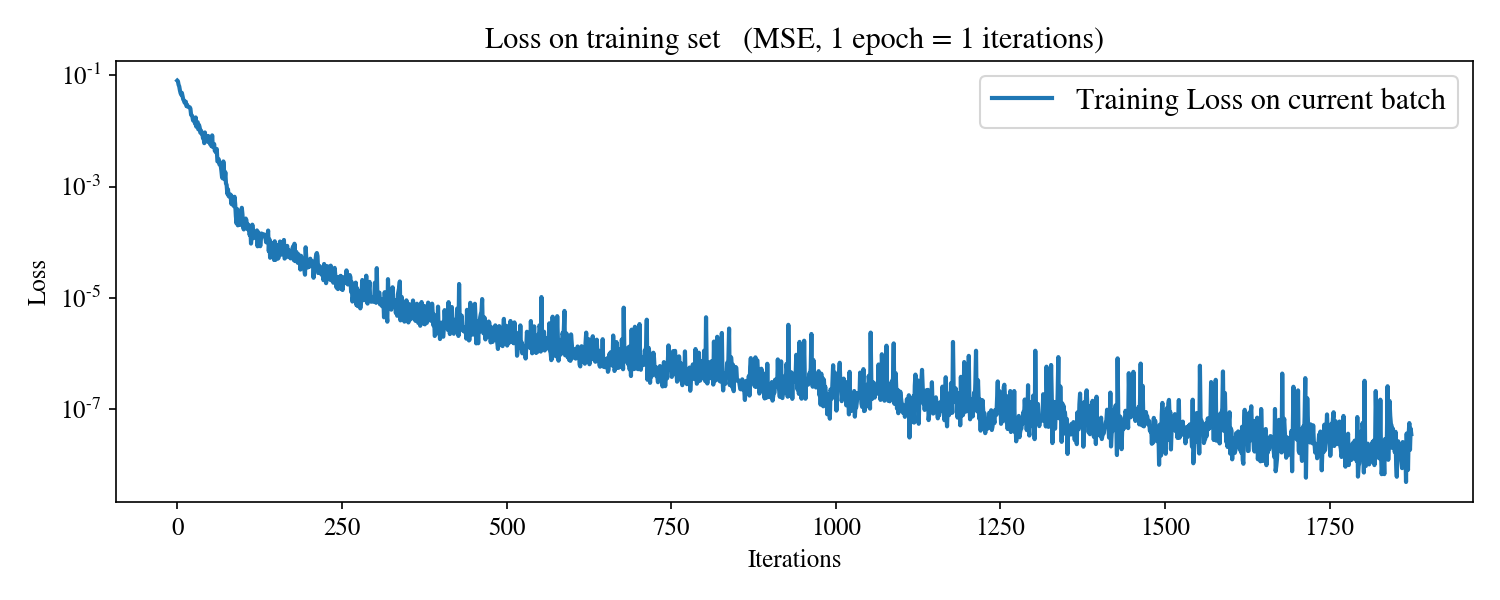 Loss on training set (MSE, 1 epoch = 1 iterations)
Training Loss on current batch
10⁻¹
10⁻³
10⁻⁵
10⁻⁷
Loss
0 250 500 750 1000 1250 1500 1750
Iterations